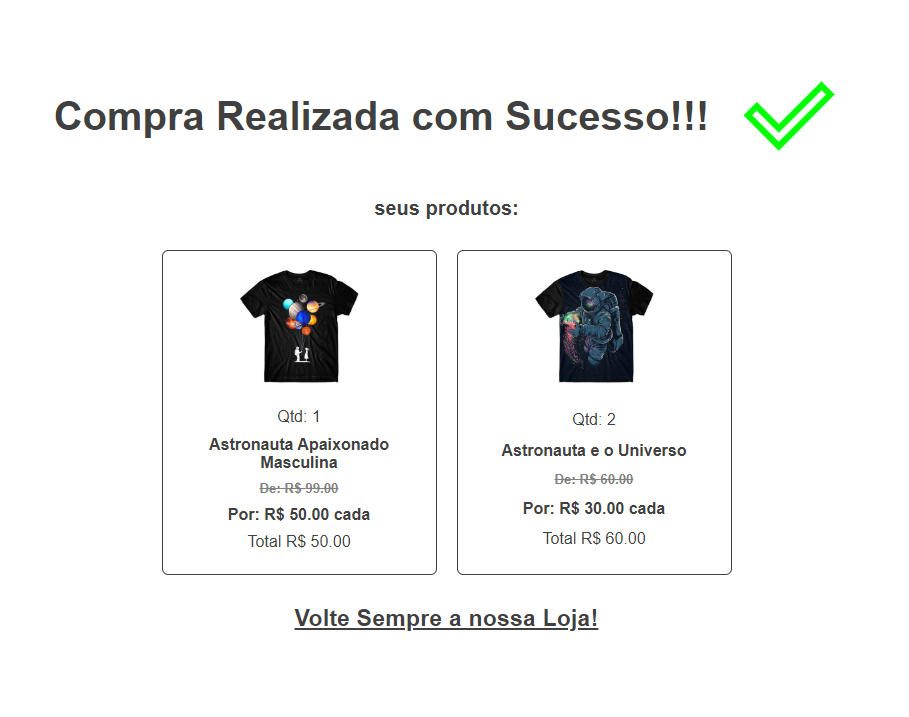 Compra Realizada com Sucesso!!!
seus produtos:
Qtd: 1
Astronauta Apaixonado
Masculina
De: R$ 99.00
Por: R$ 50.00 cada
Total R$ 50.00
Qtd: 2
Astronauta e o Universo
De: R$ 60.00
Por: R$ 30.00 cada
Total R$ 60.00
Volte Sempre a nossa Loja!